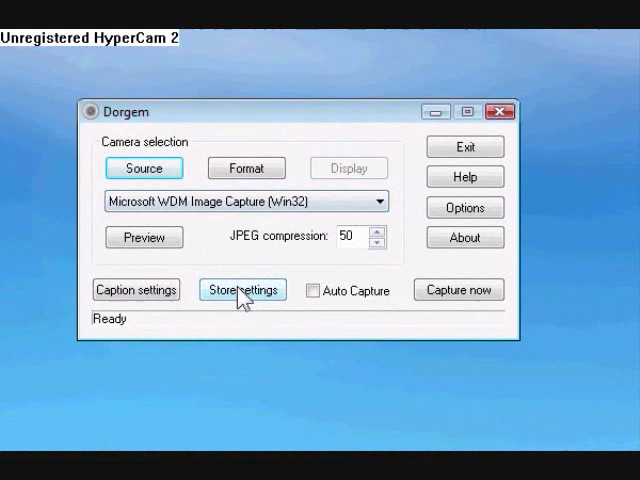 Unregistered HyperCam 2
Dorgem
Camera selection
Exit
Source
Format
Display
Help
Microsoft WDM Image Capture (Win32)
Options
Preview
JPEG compression:
50
About
Caption settings
Store settings
Auto Capture
Capture now
Ready